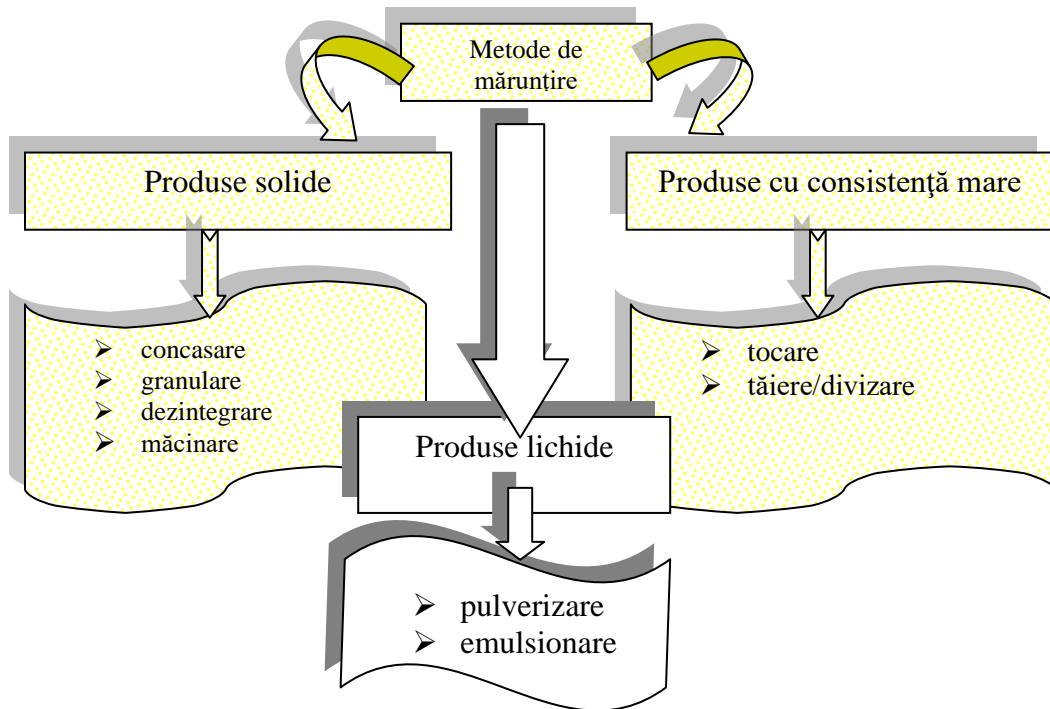 Metode de
mărunţire
Produse solide
Produse cu consistenţă mare
➢ concasare
➢ granulare
➢ dezintegrare
➢ măcinare
➢ tocare
➢ tăiere/divizare
Produse lichide
➢ pulverizare
➢ emulsionare